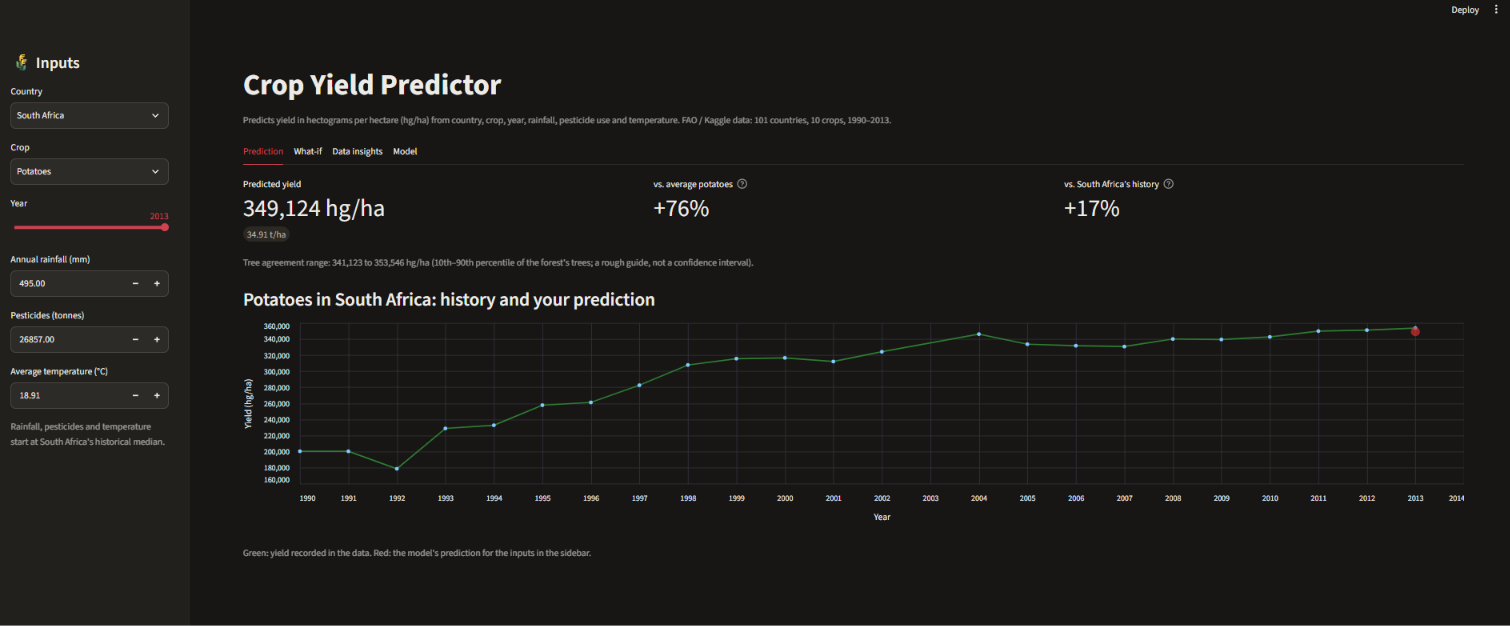 Deploy
Inputs
Country
South Africa
Crop
Potatoes
Year
2013
Annual rainfall (mm)
495.00
Pesticides (tonnes)
26857.00
Average temperature (°C)
18.91
Rainfall, pesticides and temperature
start at South Africa's historical median.
Crop Yield Predictor
Predicts yield in hectograms per hectare (hg/ha) from country, crop, year, rainfall, pesticide use and temperature. FAO / Kaggle data: 101 countries, 10 crops, 1990–2013.
Prediction What-if Data insights Model
Predicted yield
349,124 hg/ha
34.91 t/ha
vs. average potatoes
+76%
vs. South Africa's history
+17%
Tree agreement range: 341,123 to 353,546 hg/ha (10th–90th percentile of the forest's trees; a rough guide, not a confidence interval).
Potatoes in South Africa: history and your prediction
360,000
340,000
320,000
300,000
280,000
260,000
240,000
220,000
200,000
180,000
160,000
Yield (hg/ha)
1990 1991 1992 1993 1994 1995 1996 1997 1998 1999 2000 2001 2002 2003 2004 2005 2006 2007 2008 2009 2010 2011 2012 2013 2014
Year
Green: yield recorded in the data. Red: the model's prediction for the inputs in the sidebar.